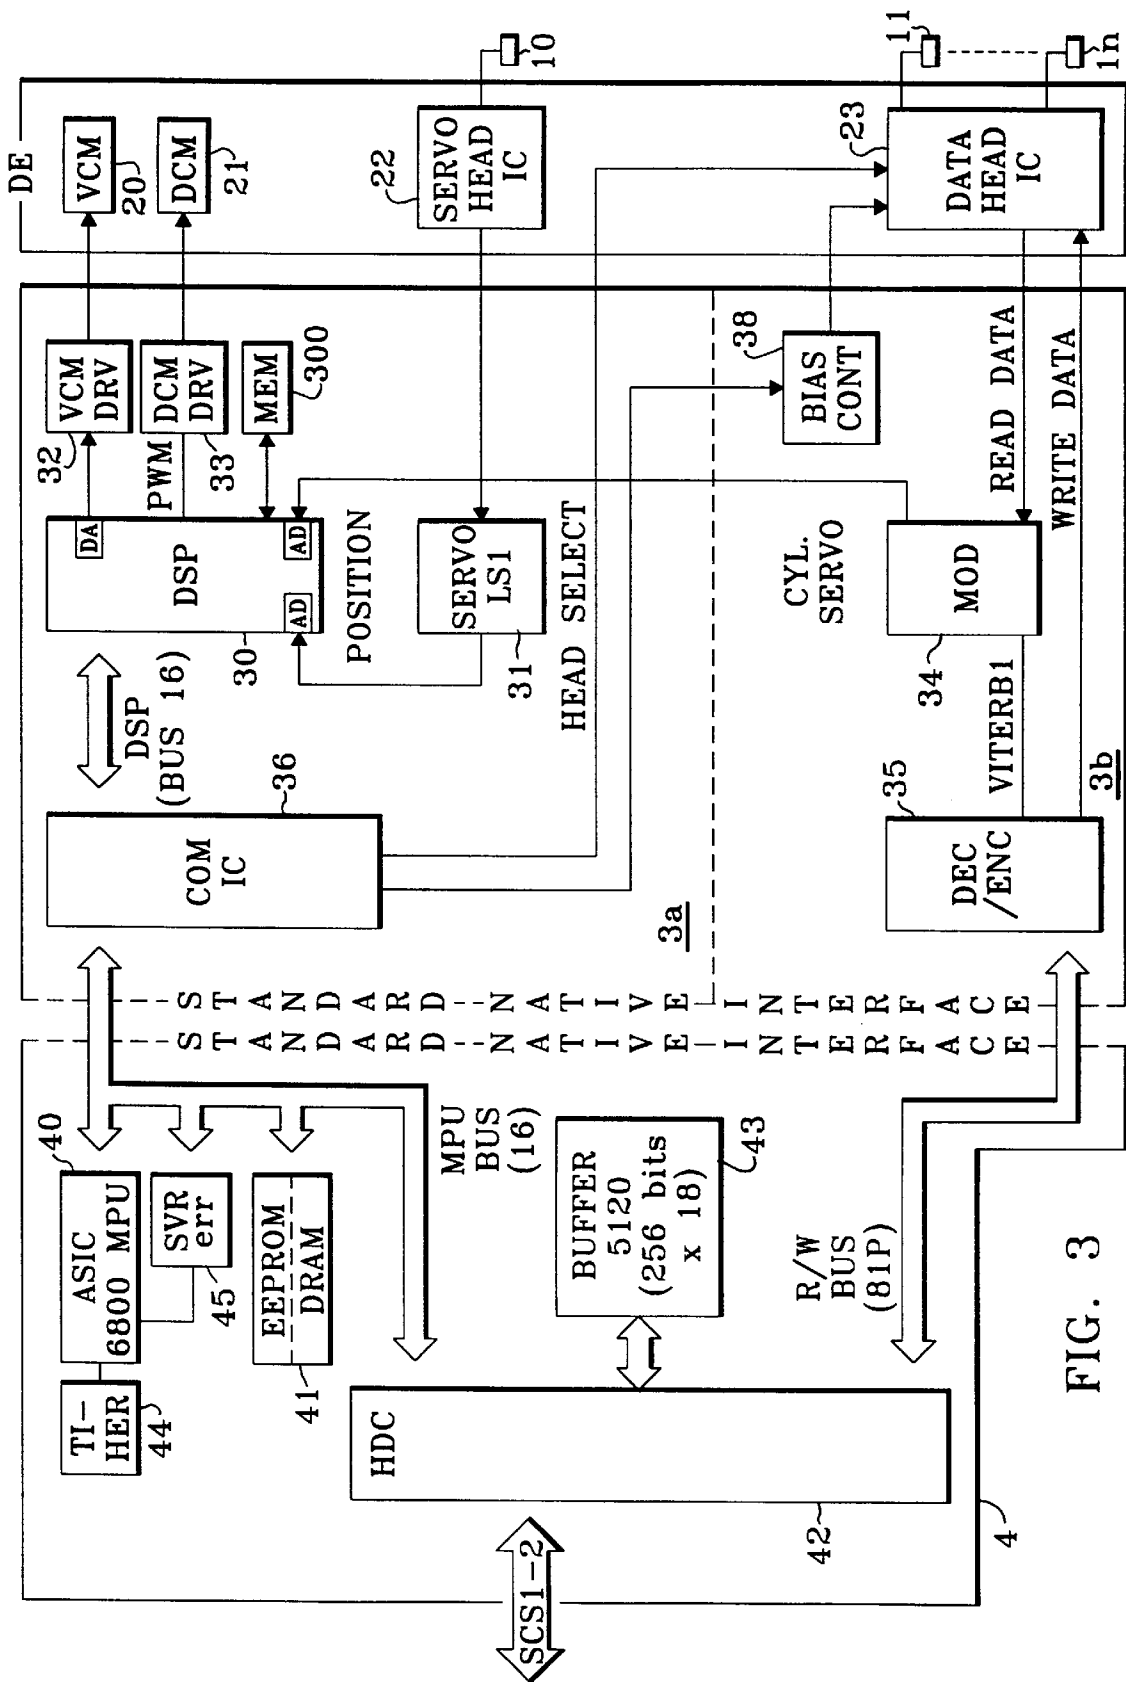 DE
VCM
20
DCM
21
SERVO
HEAD
IC
22
10
DATA
HEAD
IC
23
11
1n
VCM
DRV
32
PWM
DCM
DRV
33
MEM
300
DA
DSP
AD
AD
30
POSITION
SERVO
LS1
31
HEAD SELECT
BIAS
CONT
38
CYL.
SERVO
READ DATA
WRITE DATA
MOD
34
VITERB1
DSP
(BUS 16)
COM
IC
36
DEC
/ENC
35
3a
3b
STANDARD NATIVE INTERFACE
STANDARD NATIVE INTERFACE
40
ASIC
6800 MPU
SVR
err
45
EEPROM
DRAM
41
TI-
HER
44
MPU
BUS
(16)
BUFFER
5120
(256 bits
x 18)
43
R/W
BUS
(81P)
HDC
42
SCS1-2
4
FIG. 3